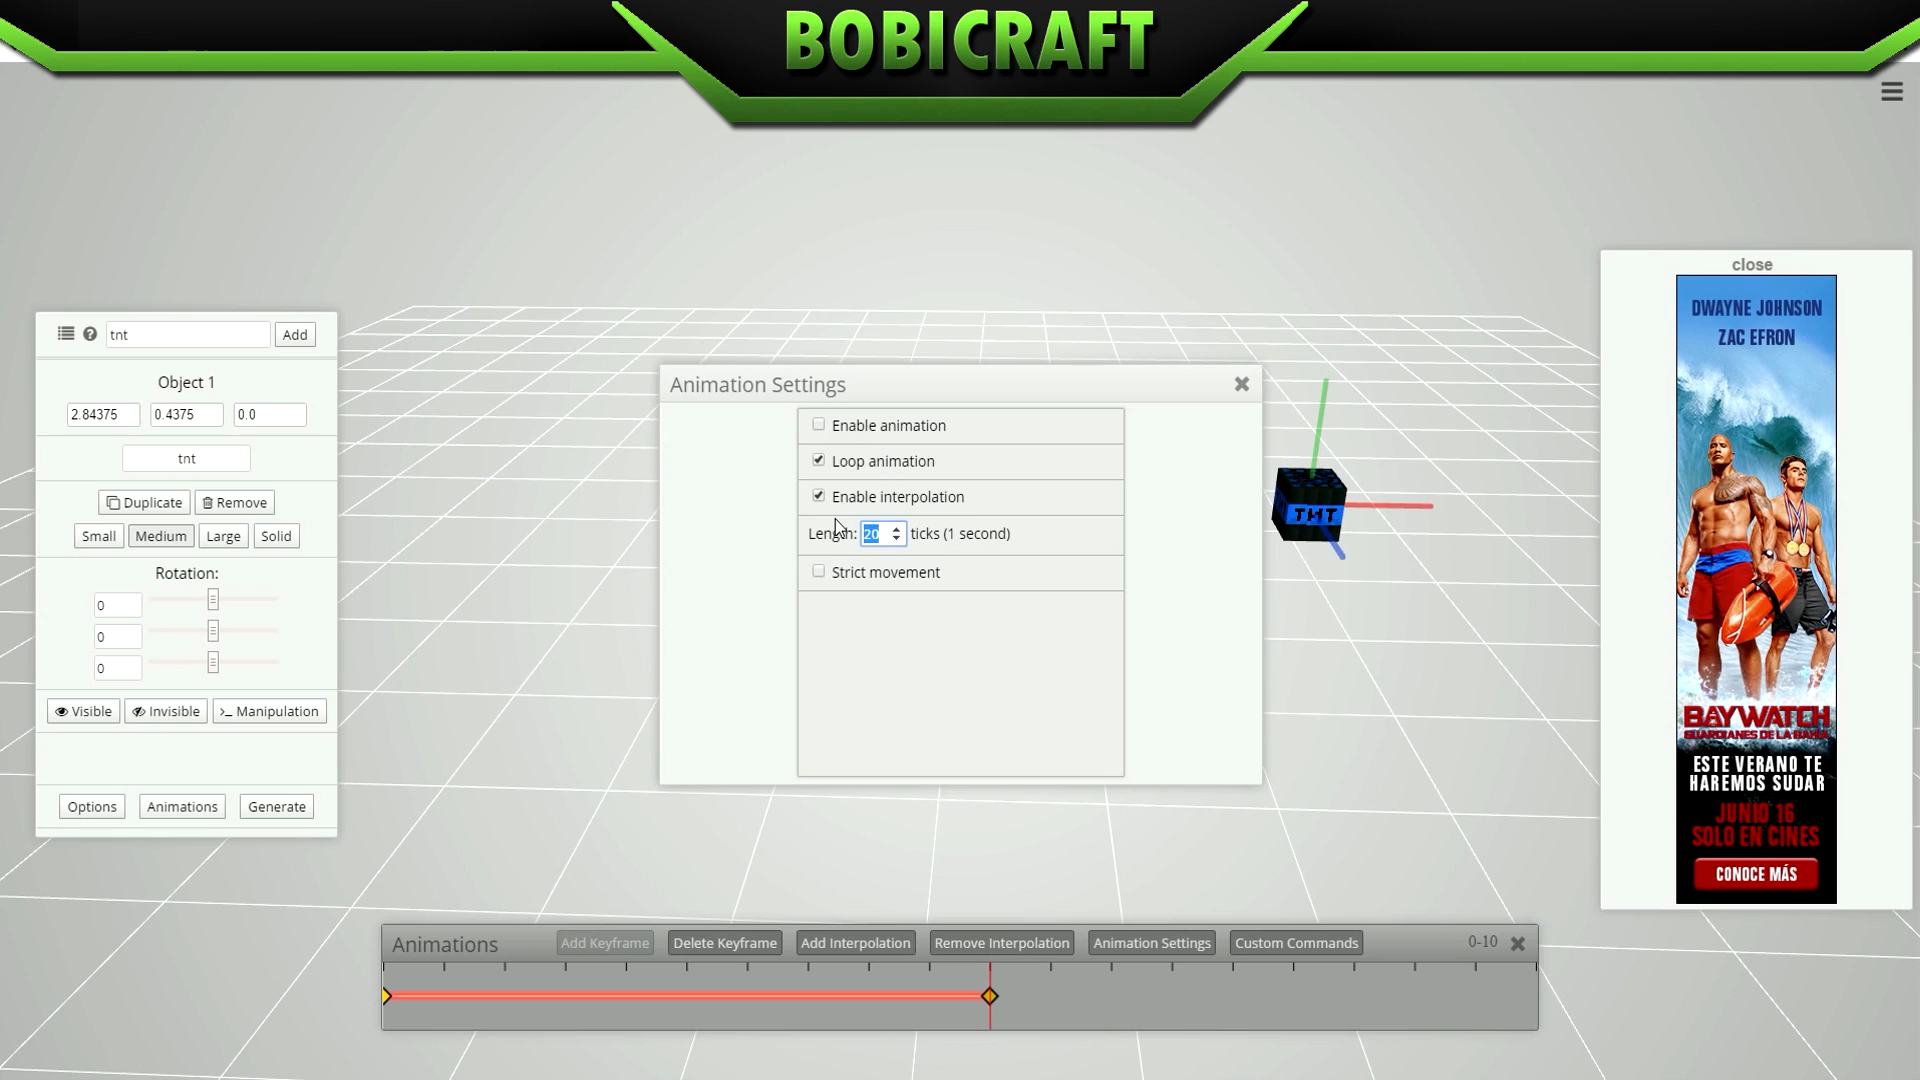 BOBICRAFT
close
DWAYNE JOHNSON
ZAC EFRON
tnt
Add
Object 1
2.84375 0.4375 0.0
tnt
Duplicate Remove
Small Medium Large Solid
Rotation:
0
0
0
Visible Invisible >_ Manipulation
Options Animations Generate
Animation Settings
Enable animation
Loop animation
Enable interpolation
Length: 20 ticks (1 second)
Strict movement
TNT
BAYWATCH
GUARDIANES DE LA BAHÍA
ESTE VERANO TE
HAREMOS SUDAR
JUNIO 16
SOLO EN CINES
CONOCE MÁS
Animations Add Keyframe Delete Keyframe Add Interpolation Remove Interpolation Animation Settings Custom Commands 0-10